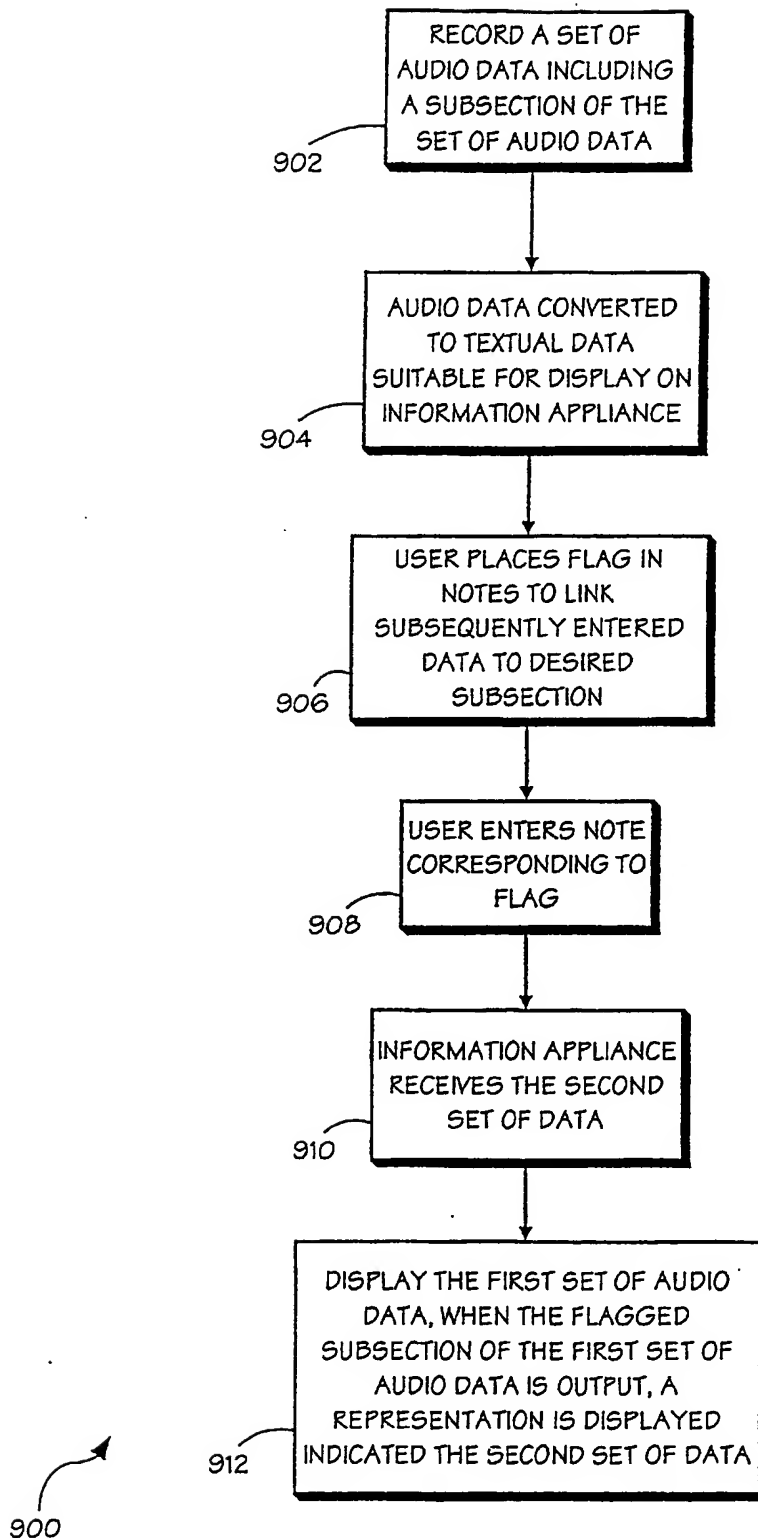 RECORD A SET OF
AUDIO DATA INCLUDING
A SUBSECTION OF THE
SET OF AUDIO DATA
902
AUDIO DATA CONVERTED
TO TEXTUAL DATA
SUITABLE FOR DISPLAY ON
INFORMATION APPLIANCE
904
USER PLACES FLAG IN
NOTES TO LINK
SUBSEQUENTLY ENTERED
DATA TO DESIRED
SUBSECTION
906
USER ENTERS NOTE
CORRESPONDING TO
FLAG
908
INFORMATION APPLIANCE
RECEIVES THE SECOND
SET OF DATA
910
DISPLAY THE FIRST SET OF AUDIO
DATA, WHEN THE FLAGGED
SUBSECTION OF THE FIRST SET OF
AUDIO DATA IS OUTPUT, A
REPRESENTATION IS DISPLAYED
INDICATED THE SECOND SET OF DATA
912
900